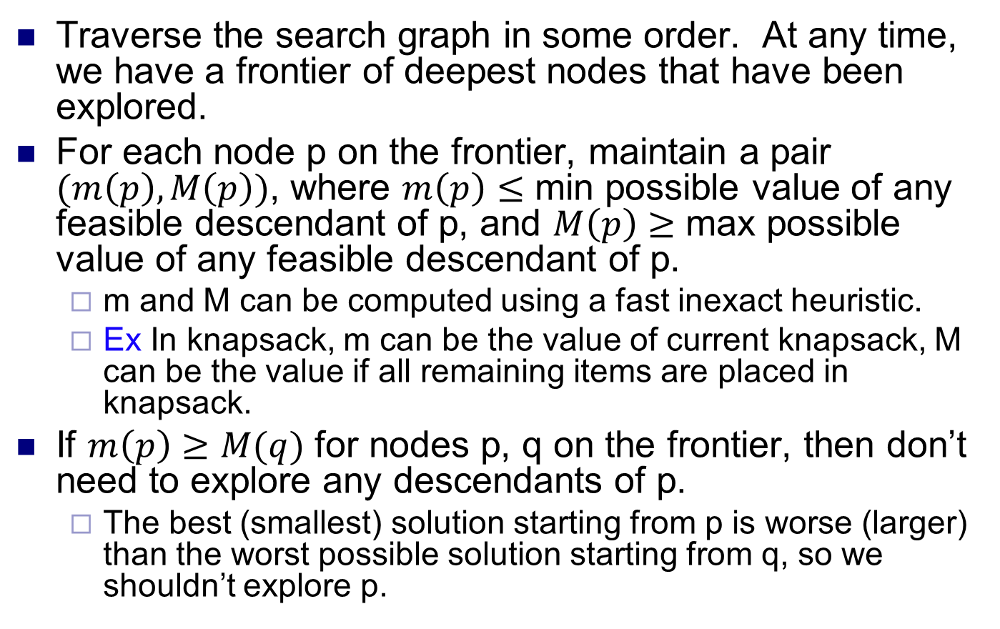 Traverse the search graph in some order.  At any time,
we have a frontier of deepest nodes that have been
explored.
For each node p on the frontier, maintain a pair
(m(p), M(p)), where m(p) ≤ min possible value of any
feasible descendant of p, and M(p) ≥ max possible
value of any feasible descendant of p.
m and M can be computed using a fast inexact heuristic.
Ex In knapsack, m can be the value of current knapsack, M
can be the value if all remaining items are placed in
knapsack.
If m(p) ≥ M(q) for nodes p, q on the frontier, then don’t
need to explore any descendants of p.
The best (smallest) solution starting from p is worse (larger)
than the worst possible solution starting from q, so we
shouldn’t explore p.